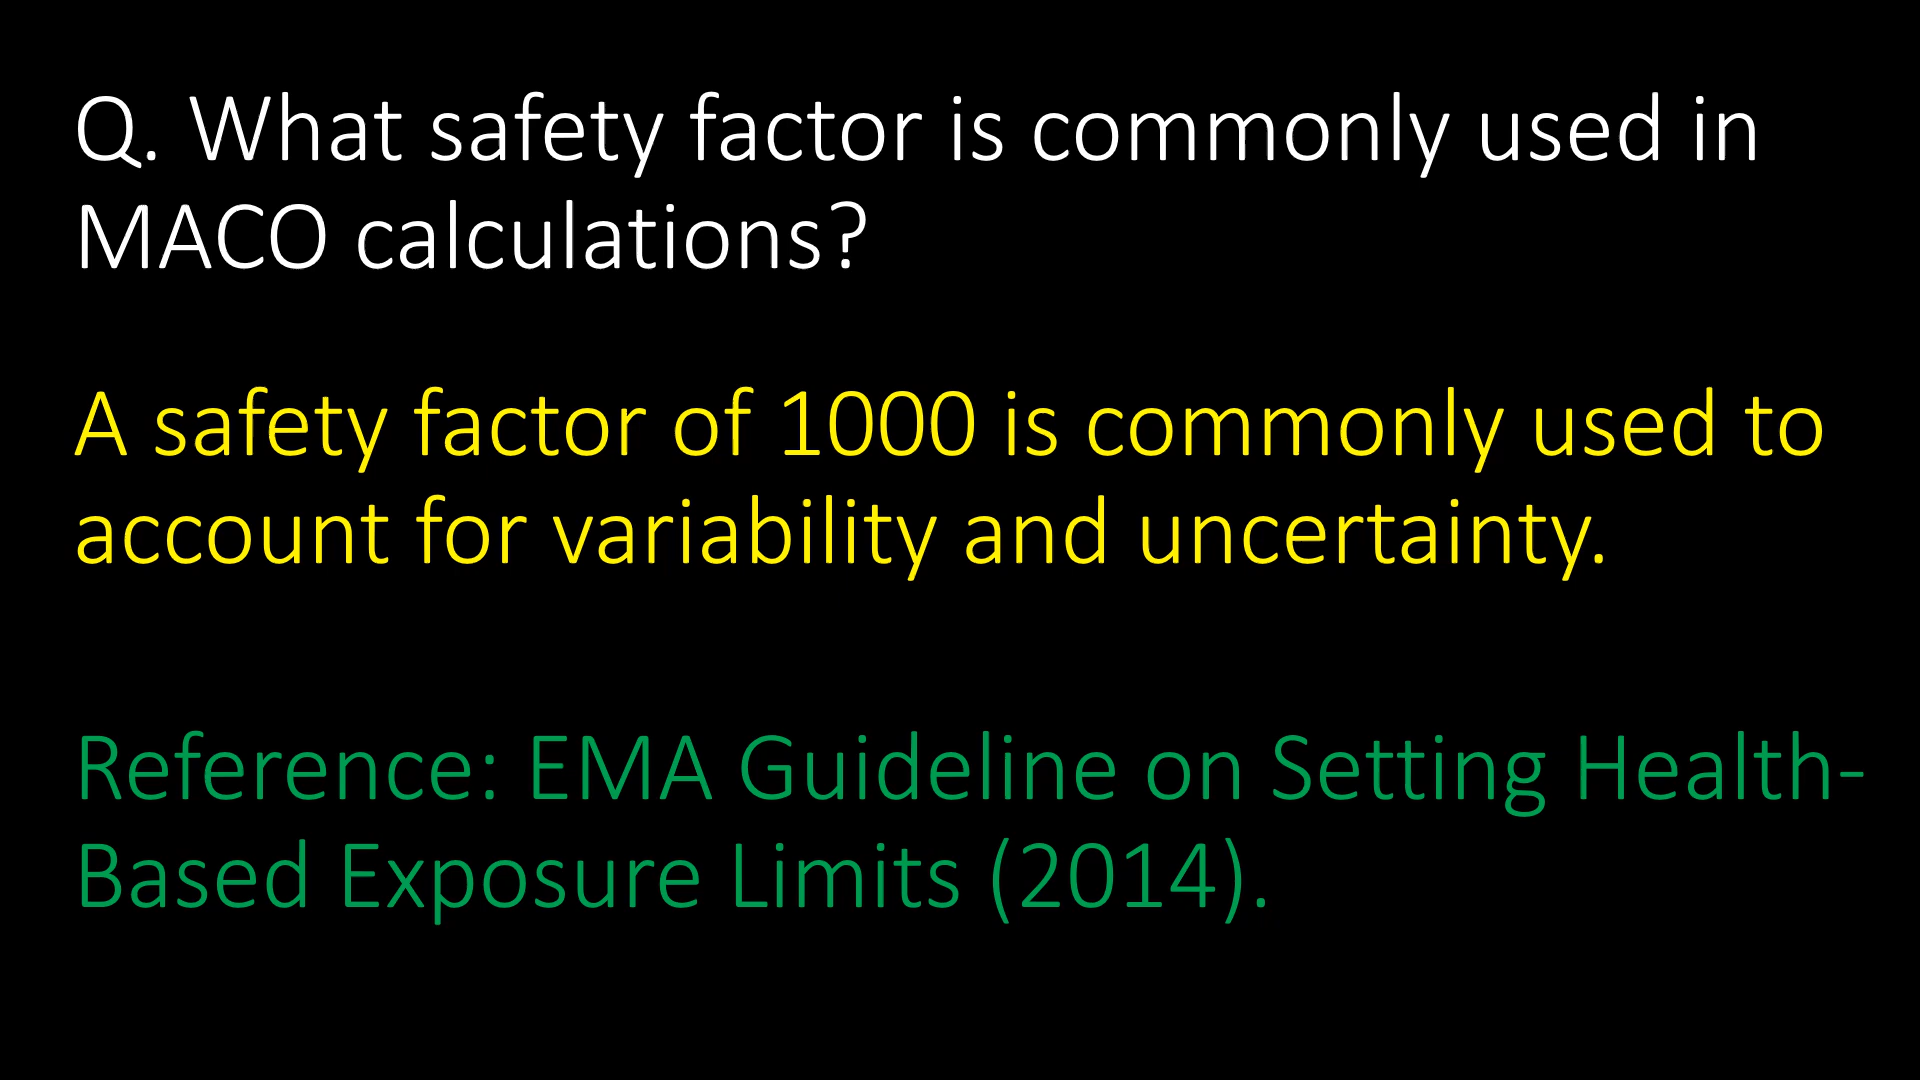 Q. What safety factor is commonly used in
MACO calculations?
A safety factor of 1000 is commonly used to
account for variability and uncertainty.
Reference: EMA Guideline on Setting Health-
Based Exposure Limits (2014).